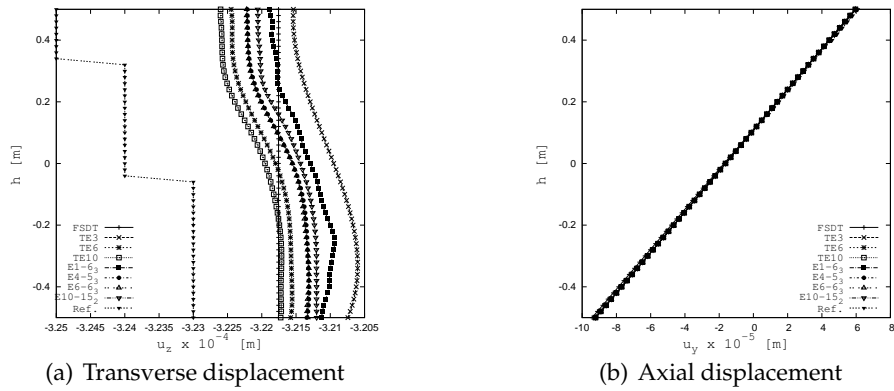 0.4
0.2
0
-0.2
-0.4
h [m]
FSDT
TE3
TE6
TE10
E1-6₃
E4-5₃
E6-6₃
E10-15₂
Ref.
-3.25 -3.245 -3.24 -3.235 -3.23 -3.225 -3.22 -3.215 -3.21 -3.205
u_z x 10⁻⁴ [m]
(a) Transverse displacement
0.4
0.2
0
-0.2
-0.4
h [m]
FSDT
TE3
TE6
TE10
E1-6₃
E4-5₃
E6-6₃
E10-15₂
Ref.
-10 -8 -6 -4 -2 0 2 4 6 8
u_y x 10⁻⁵ [m]
(b) Axial displacement